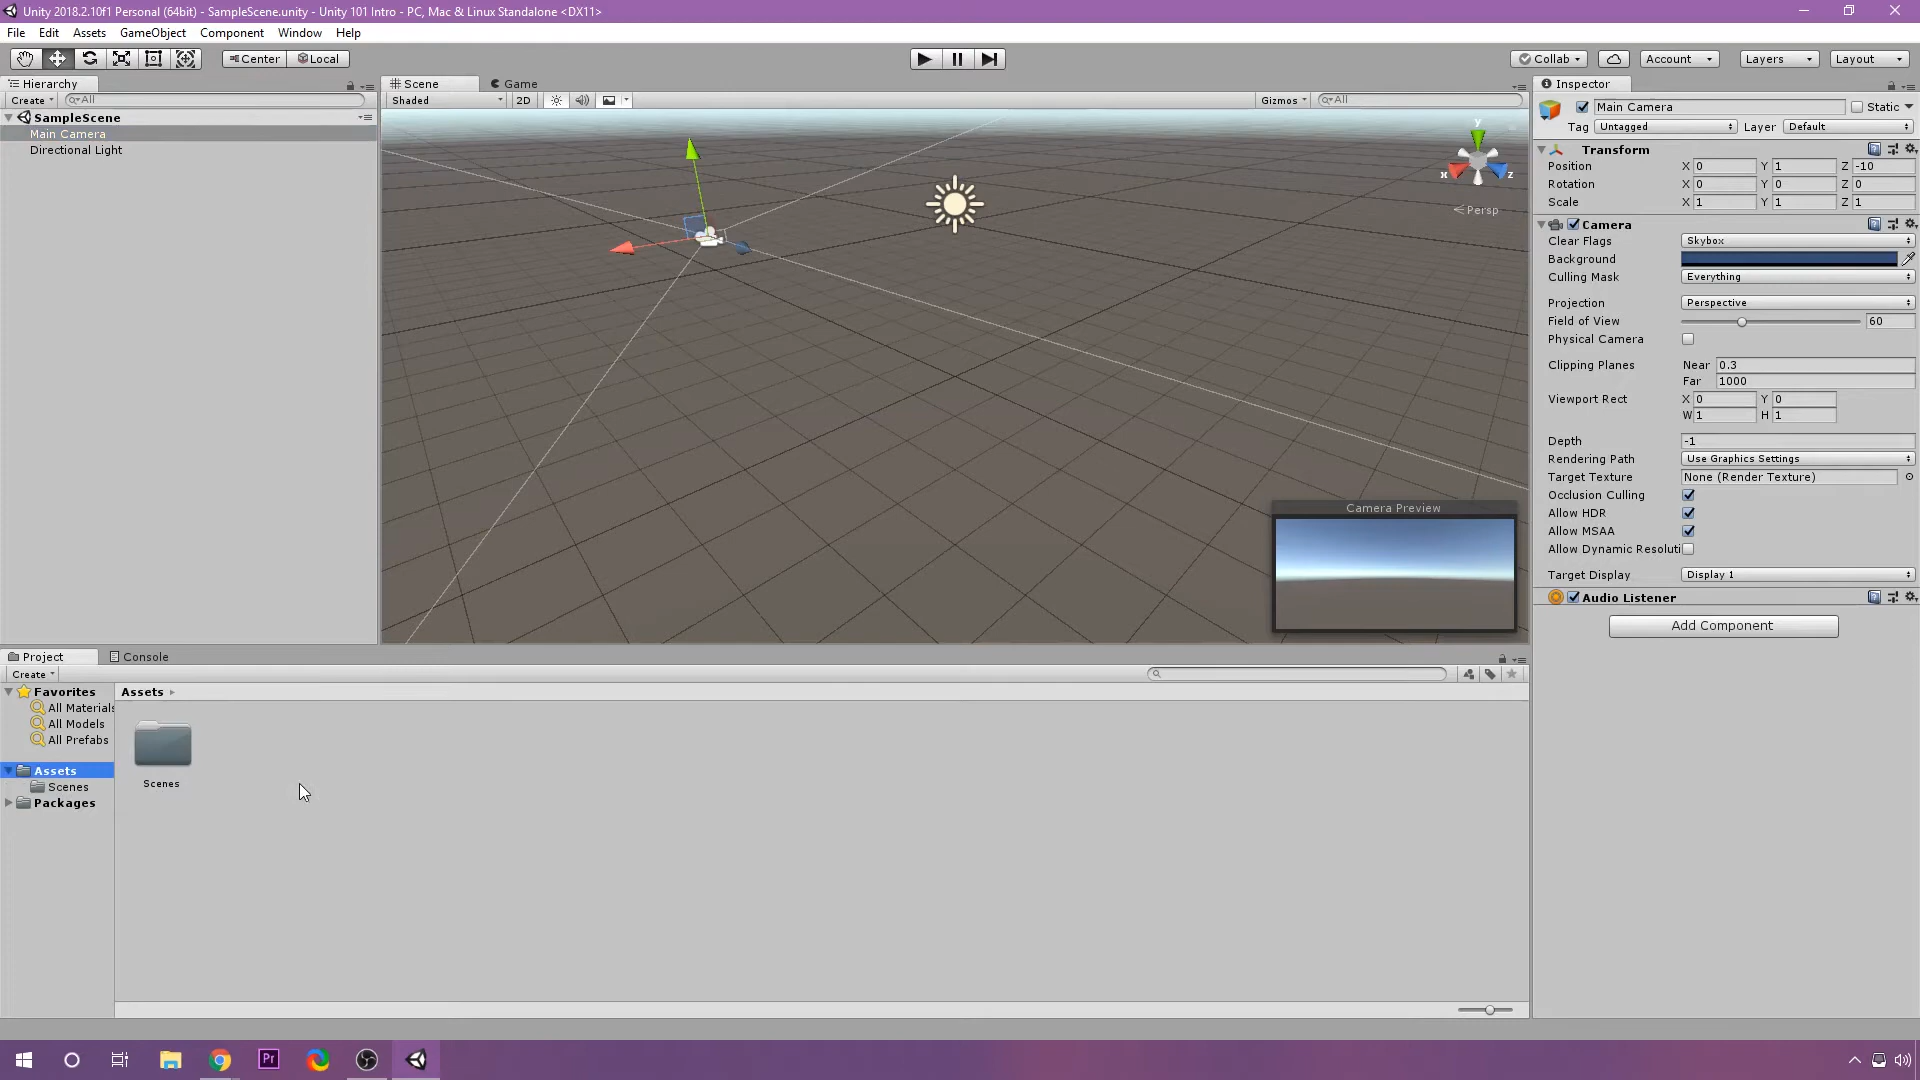 Unity 2018.2.10f1 Personal (64bit) - SampleScene.unity - Unity 101 Intro - PC, Mac & Linux Standalone <DX11>
File Edit Assets GameObject Component Window Help
Center Local Collab Account Layers Layout
Hierarchy
Create All
SampleScene
Main Camera
Directional Light
Scene Game
Shaded 2D Gizmos All
y
x z
Persp
Camera Preview
Inspector
Main Camera Static
Tag Untagged Layer Default
Transform
Position X 0 Y 1 Z -10
Rotation X 0 Y 0 Z 0
Scale X 1 Y 1 Z 1
Camera
Clear Flags Skybox
Background
Culling Mask Everything
Projection Perspective
Field of View 60
Physical Camera
Clipping Planes Near 0.3
Far 1000
Viewport Rect X 0 Y 0
W 1 H 1
Depth -1
Rendering Path Use Graphics Settings
Target Texture None (Render Texture)
Occlusion Culling
Allow HDR
Allow MSAA
Allow Dynamic Resoluti
Target Display Display 1
Audio Listener
Add Component
Project Console
Create
Favorites
All Materials
All Models
All Prefabs
Assets
Scenes
Packages
Assets
Scenes
Pr